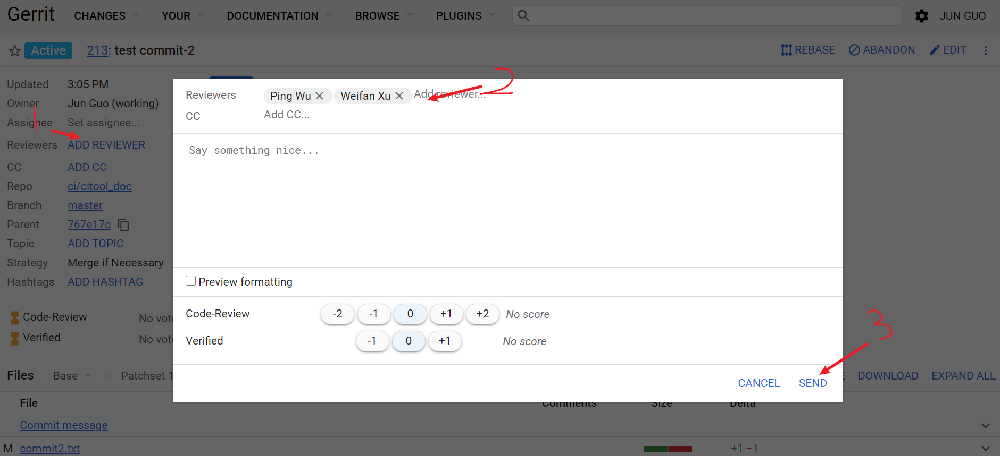 Gerrit CHANGES YOUR DOCUMENTATION BROWSE PLUGINS JUN GUO
Active 213: test commit-2 REBASE ABANDON EDIT
Updated 3:05 PM
Owner Jun Guo (working)
Assignee Set assignee...
Reviewers ADD REVIEWER
CC ADD CC
Repo ci/citool_doc
Branch master
Parent 767e17c
Topic ADD TOPIC
Strategy Merge if Necessary
Hashtags ADD HASHTAG
Code-Review No vote
Verified No vote
1
2
Reviewers Ping Wu Weifan Xu Add reviewer...
CC Add CC...
Say something nice...
Preview formatting
Code-Review -2 -1 0 +1 +2 No score
Verified -1 0 +1 No score
3
CANCEL SEND
Files Base → Patchset 1 DOWNLOAD EXPAND ALL
File Comments Size Delta
Commit message
M commit2.txt +1 -1